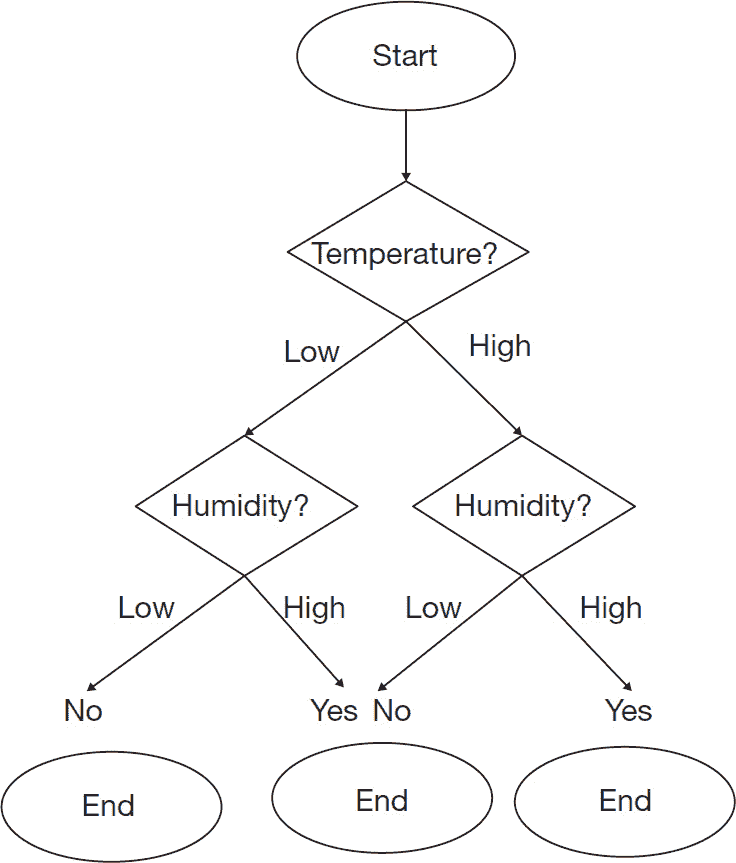 Start
Temperature?
Low
High
Humidity?
Humidity?
Low
High
Low
High
No
Yes
No
Yes
End
End
End